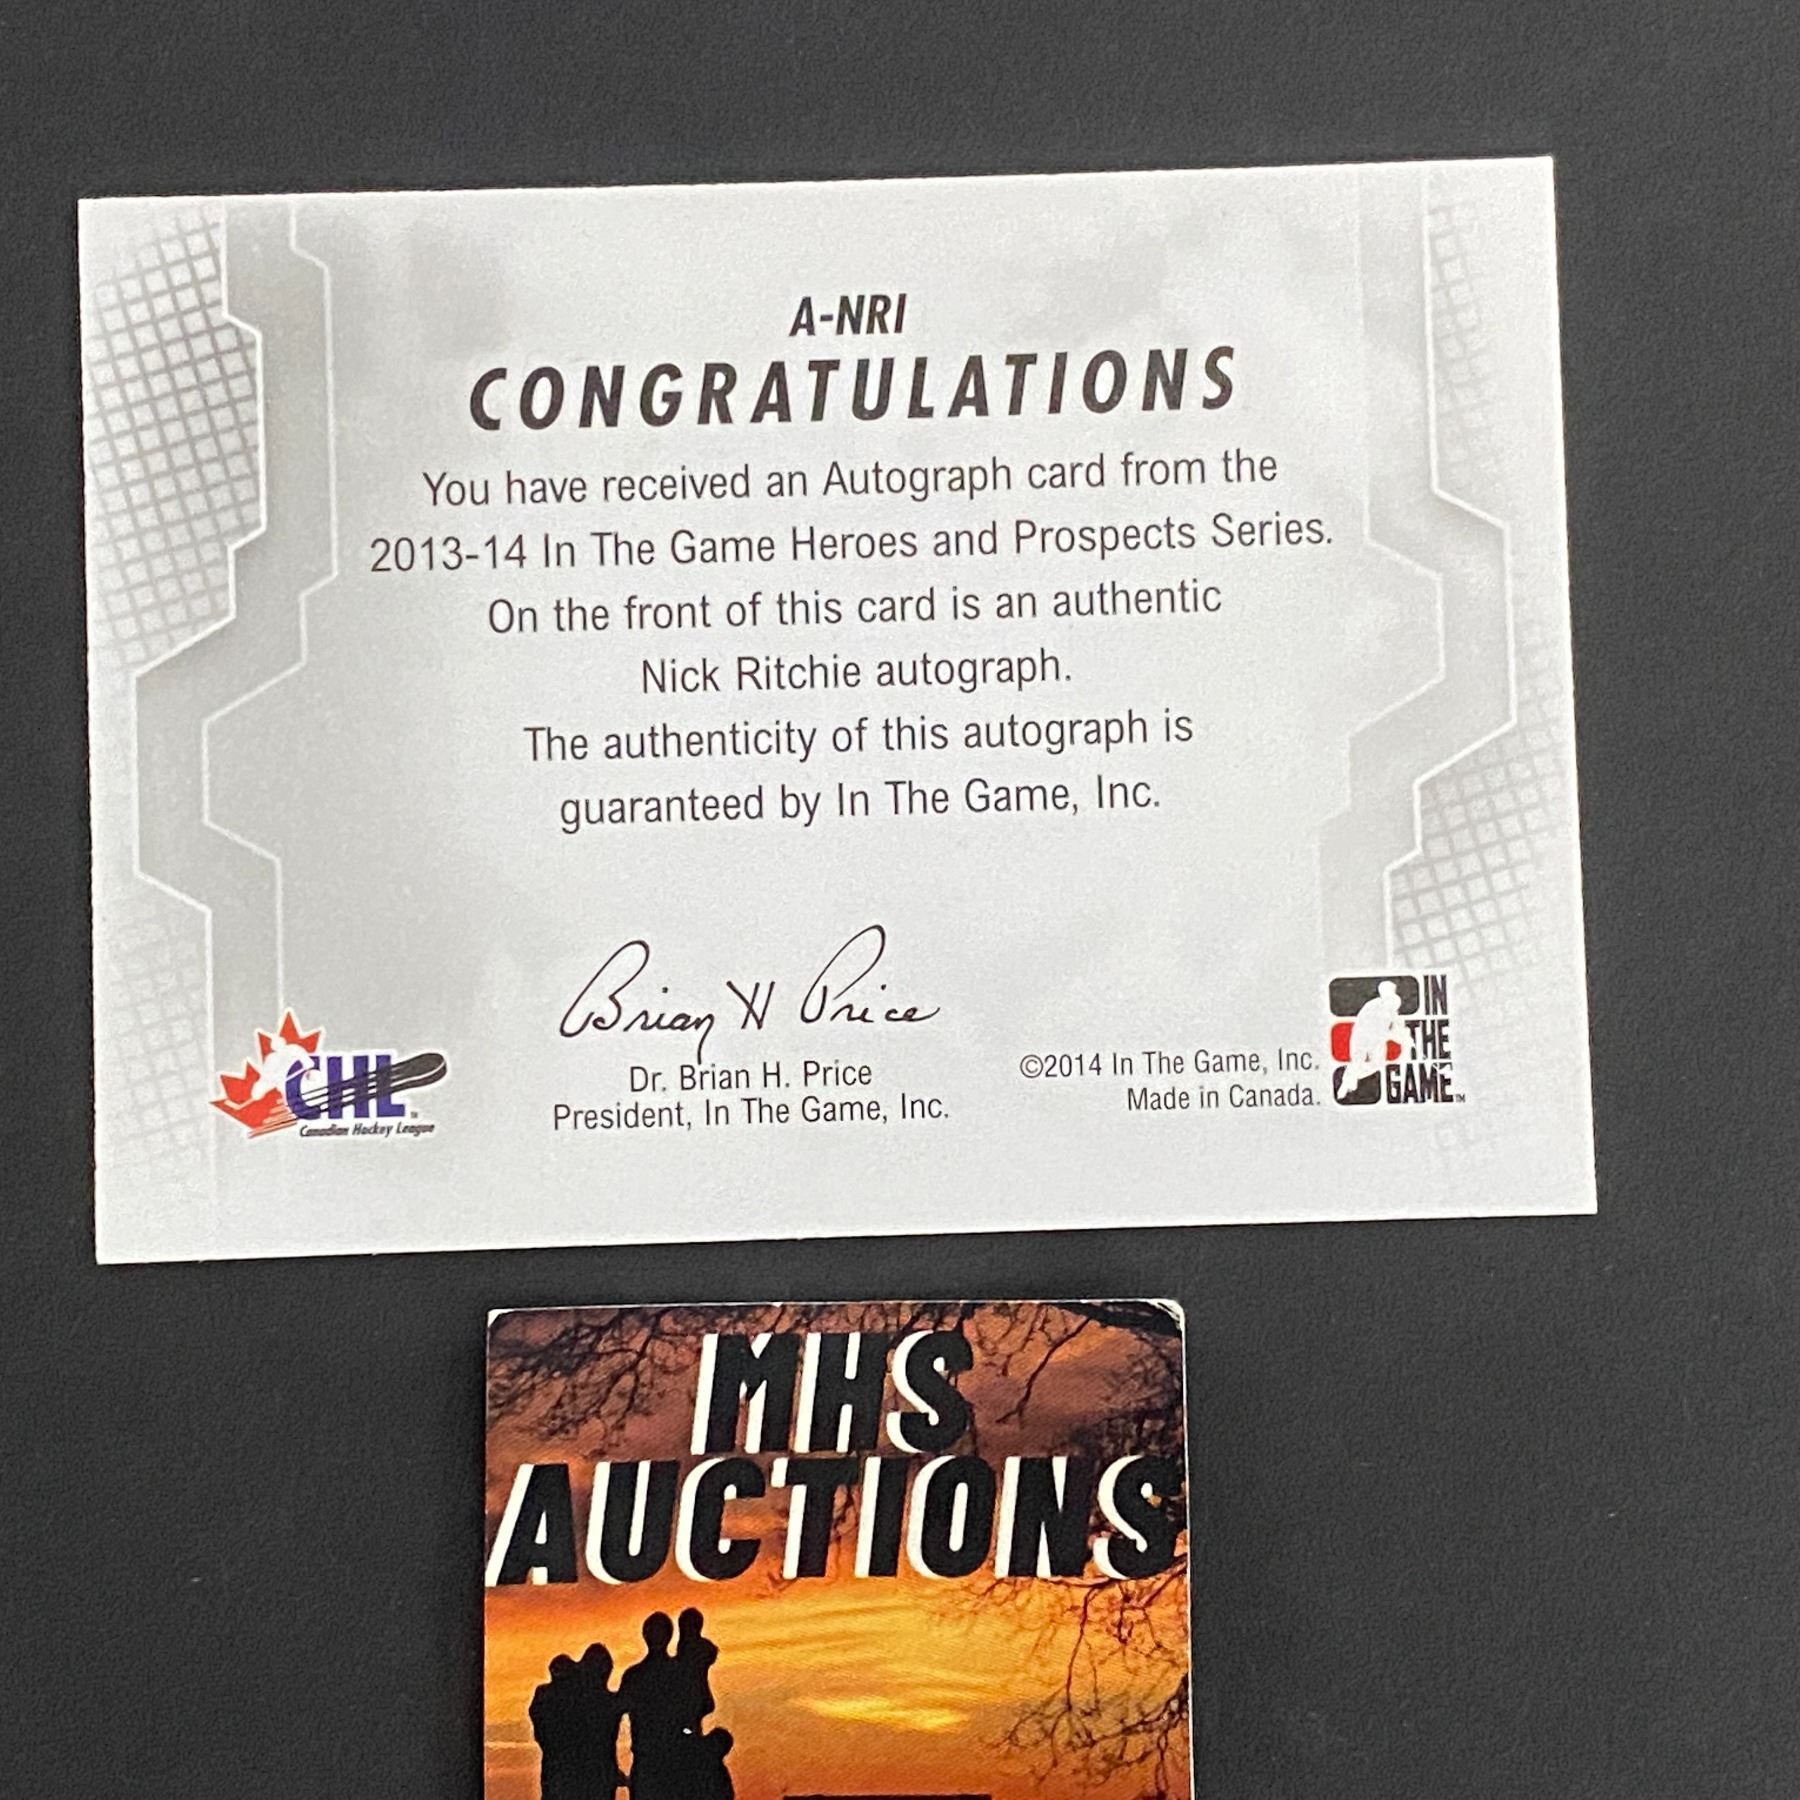 A-NRI
CONGRATULATIONS
You have received an Autograph card from the
2013-14 In The Game Heroes and Prospects Series.
On the front of this card is an authentic
Nick Ritchie autograph.
The authenticity of this autograph is
guaranteed by In The Game, Inc.
Brian H Price
Dr. Brian H. Price
President, In The Game, Inc.
©2014 In The Game, Inc.
Made in Canada.
CHL™
Canadian Hockey League
IN
THE
GAME™
MHS
AUCTIONS